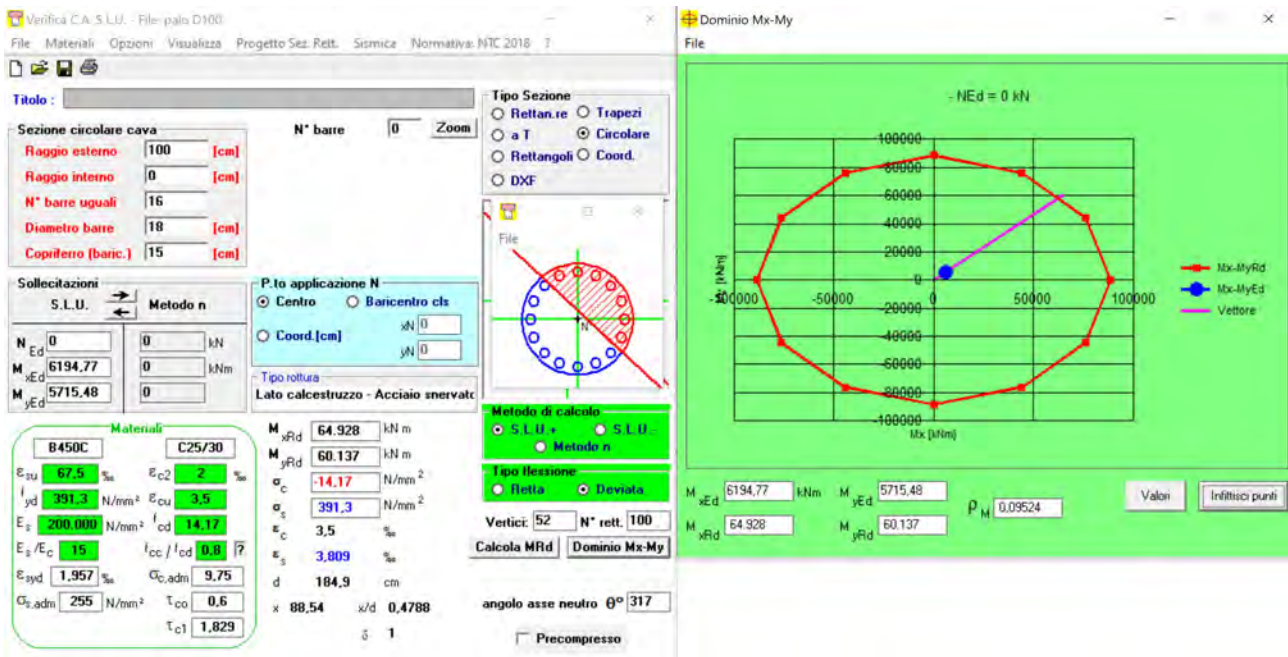 Verifica C.A. S.L.U. - File: palo D100
File Materiali Opzioni Visualizza Progetto Sez. Rett. Sismica Normativa: NTC 2018 ?
Titolo :
Sezione circolare cava
Raggio esterno 100 [cm]
Raggio interno 0 [cm]
N° barre uguali 16
Diametro barre 18 [cm]
Copriferro (baric.) 15 [cm]
N° barre 0 Zoom
Tipo Sezione
Rettan.re Trapezi
a T Circolare
Rettangoli Coord.
DXF
File
N
Sollecitazioni
S.L.U. Metodo n
N Ed 0 0 kN
M xEd 6194,77 0 kNm
M yEd 5715,48 0
P.to applicazione N
Centro Baricentro cls
Coord.[cm] xN 0
yN 0
Tipo rottura
Lato calcestruzzo - Acciaio snervato
Materiali
B450C C25/30
εsu 67,5 ‰ εc2 2 ‰
fyd 391,3 N/mm² εcu 3,5
Es 200.000 N/mm² fcd 14,17
Es/Ec 15 fcc/fcd 0,8 ?
εsyd 1,957 ‰ σc,adm 9,75
σs,adm 255 N/mm² τco 0,6
τc1 1,829
M xRd 64.928 kN m
M yRd 60.137 kN m
σc -14,17 N/mm²
σs 391,3 N/mm²
εc 3,5 ‰
εs 3,809 ‰
d 184,9 cm
x 88,54 x/d 0,4788
δ 1
Metodo di calcolo
S.L.U.+ S.L.U.-
Metodo n
Tipo flessione
Retta Deviata
Vertici: 52 N° rett. 100
Calcola MRd Dominio Mx-My
angolo asse neutro θ° 317
Precompresso
Dominio Mx-My
File
- NEd = 0 kN
100000
80000
60000
40000
20000
0
-20000
-40000
-60000
-80000
-100000
-100000 -50000 0 50000 100000
Mx [kNm]
Mx-MyRd
Mx-MyEd
Vettore
M xEd 6194,77 kNm M yEd 5715,48
M xRd 64.928 M yRd 60.137
ρM 0,09524
Valori Infittisci punti